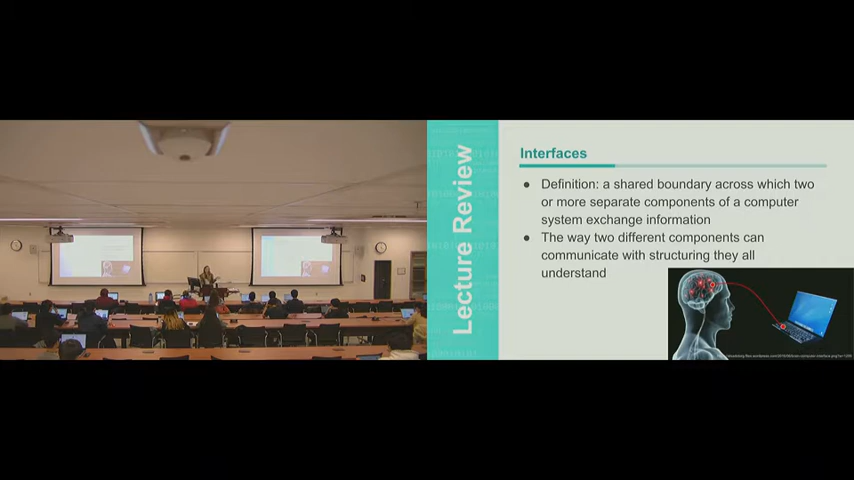 Lecture Review
Interfaces
● Definition: a shared boundary across which two
or more separate components of a computer
system exchange information
● The way two different components can
communicate with structuring they all
understand